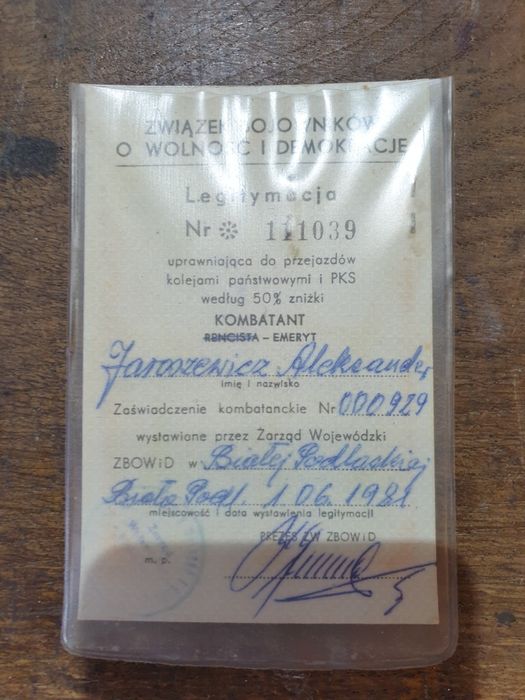 ZWIĄZEK BOJOWNIKÓW
O WOLNOŚĆ I DEMOKRACJĘ
Legitymacja
Nr ❊ 111039
uprawniająca do przejazdów
kolejami państwowymi i PKS
według 50% zniżki
KOMBATANT
RENCISTA – EMERYT
Jaroszewicz Aleksander
imię i nazwisko
Zaświadczenie kombatanckie Nr 000929
wystawione przez Zarząd Wojewódzki
ZBOWiD w Białej Podlaskiej
Biała Podl. 1 06. 1981
miejscowość i data wystawienia legitymacji
PREZES ZW ZBOWiD
m. p.